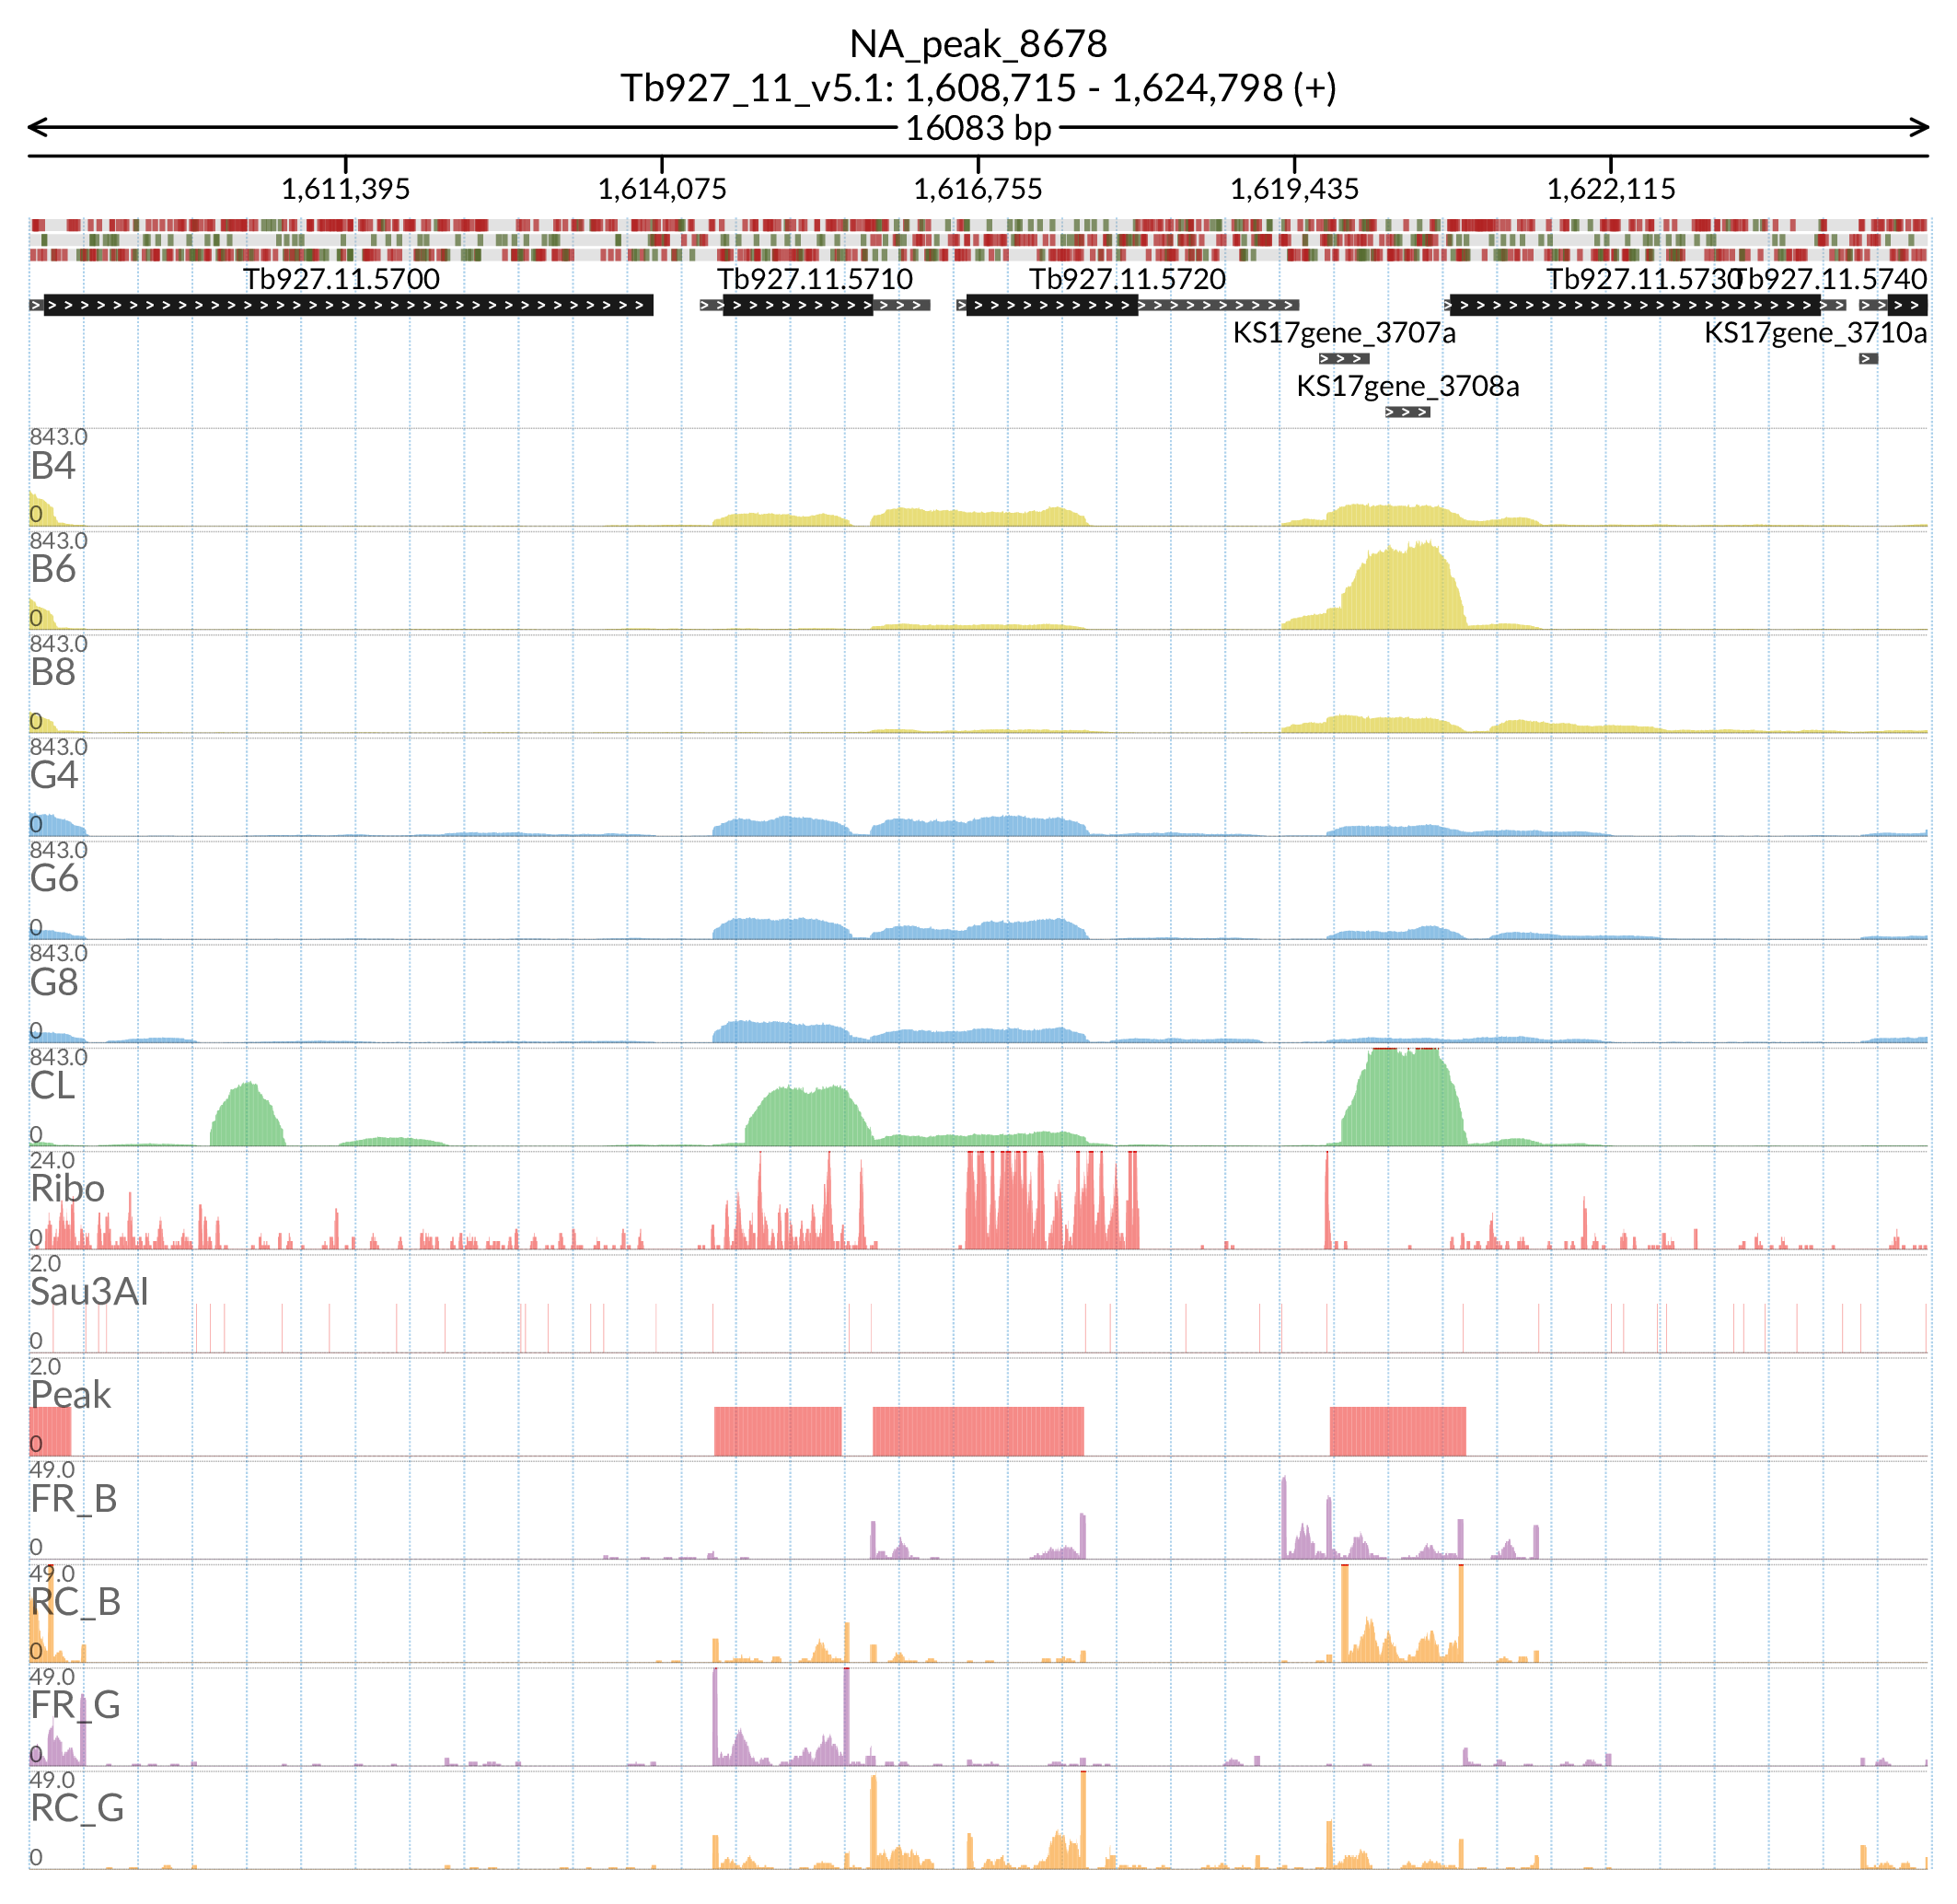 NA_peak_8678
Tb927_11_v5.1: 1,608,715 - 1,624,798 (+)
16083 bp
1,611,395 1,614,075 1,616,755 1,619,435 1,622,115
Tb927.11.5700 Tb927.11.5710 Tb927.11.5720 Tb927.11.5730 Tb927.11.5740
KS17gene_3707a KS17gene_3710a
KS17gene_3708a
843.0
B4
0
843.0
B6
0
843.0
B8
0
843.0
G4
0
843.0
G6
0
843.0
G8
0
843.0
CL
0
24.0
Ribo
0
2.0
Sau3AI
0
2.0
Peak
0
49.0
FR_B
0
49.0
RC_B
0
49.0
FR_G
0
49.0
RC_G
0